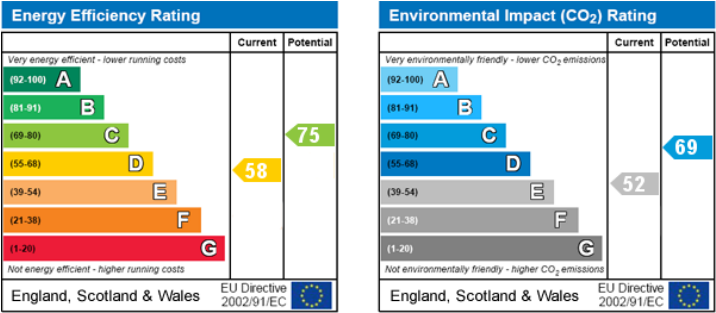 Energy Efficiency Rating
Current Potential
Very energy efficient - lower running costs
(92-100) A
(81-91) B
(69-80) C
75
(55-68) D
58
(39-54) E
(21-38) F
(1-20) G
Not energy efficient - higher running costs
England, Scotland & Wales
EU Directive
2002/91/EC
Environmental Impact (CO2) Rating
Current Potential
Very environmentally friendly - lower CO2 emissions
(92-100) A
(81-91) B
(69-80) C
69
(55-68) D
(39-54) E
52
(21-38) F
(1-20) G
Not environmentally friendly - higher CO2 emissions
England, Scotland & Wales
EU Directive
2002/91/EC